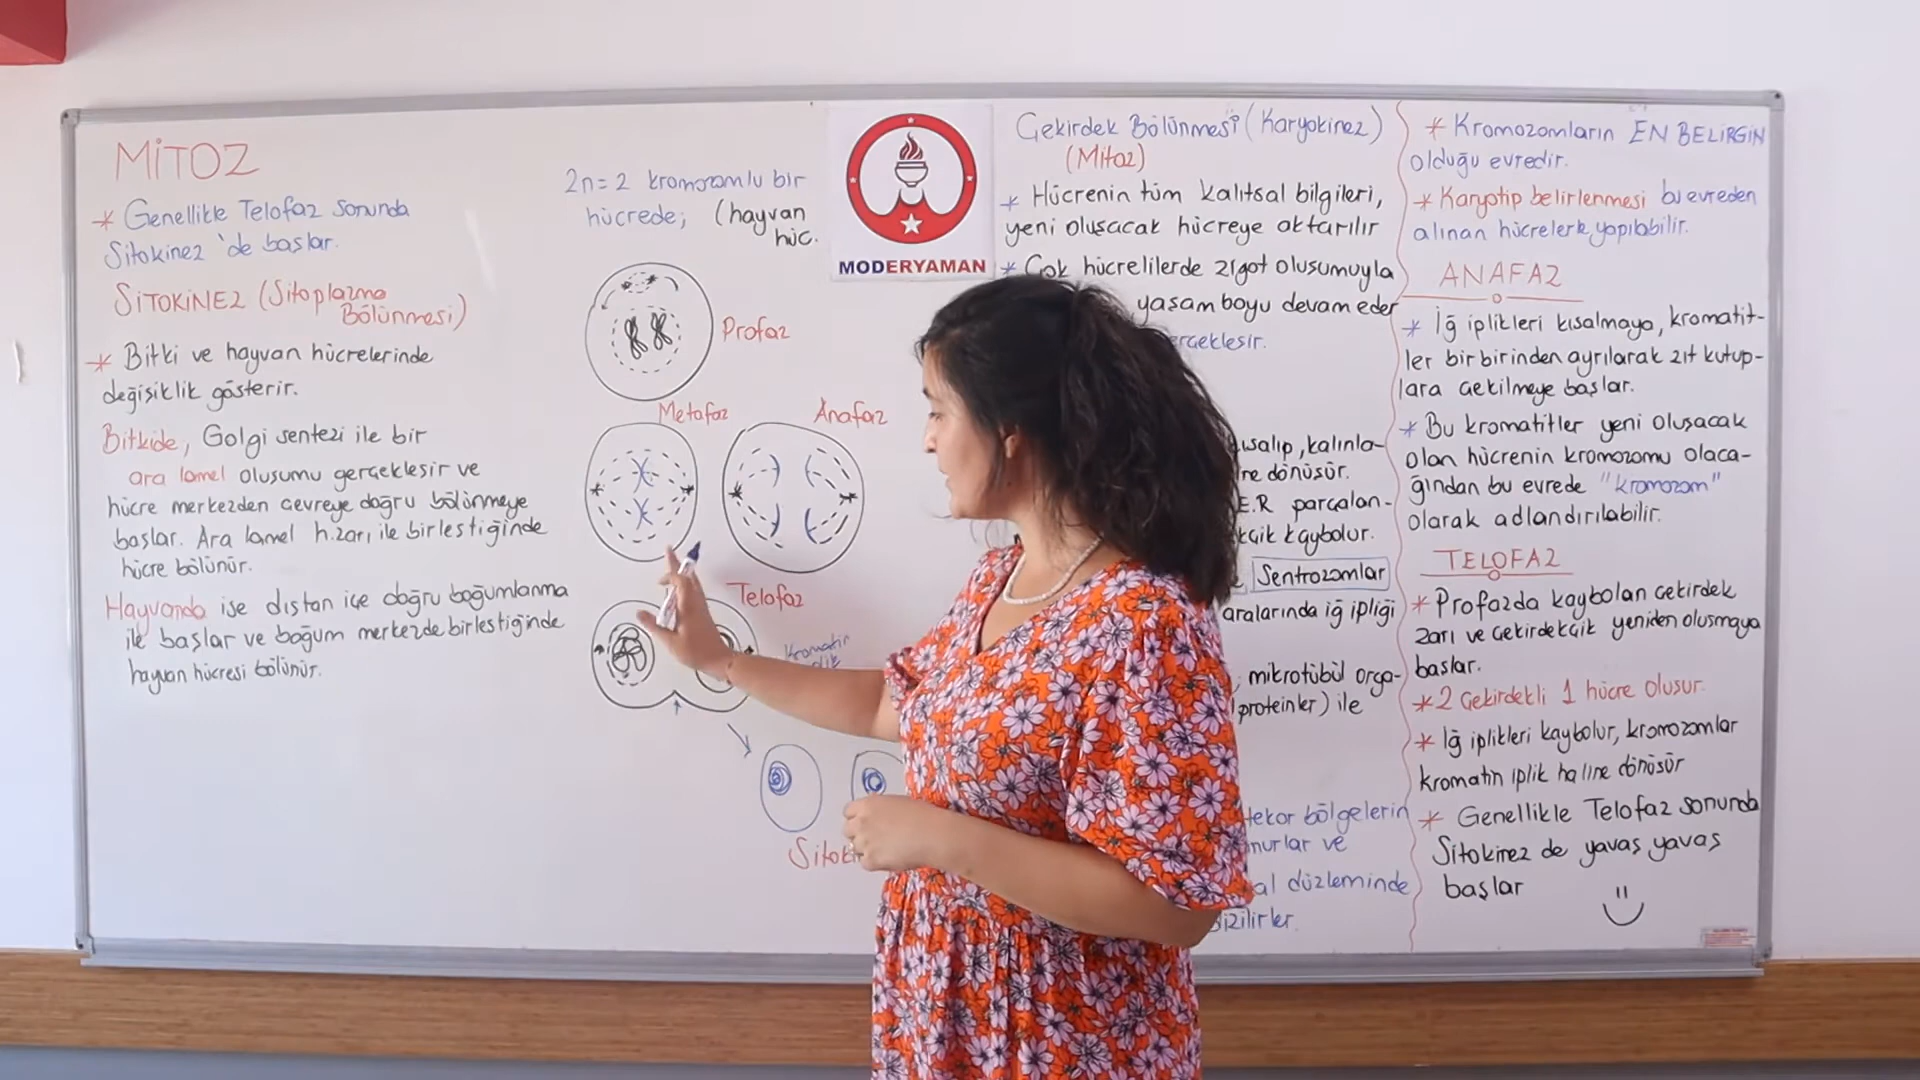 MİTOZ
* Genellikle Telofaz sonunda
Sitokinez 'de başlar.
SİTOKİNEZ (Sitoplazma
Bölünmesi)
* Bitki ve hayvan hücrelerinde
değişiklik gösterir.
Bitkide, Golgi sentezi ile bir
ara lamel oluşumu gerçekleşir ve
hücre merkezden çevreye doğru bölünmeye
başlar. Ara lamel h.zarı ile birleştiğinde
hücre bölünür.
Hayvanda ise dıştan içe doğru boğumlanma
ile başlar ve boğum merkezde birleştiğinde
hayvan hücresi bölünür.
2n=2 kromozomlu bir
hücrede; (hayvan
hüc.
Profaz
Metafaz
Anafaz
Telofaz
Kromatin
MODERYAMAN
Çekirdek Bölünmesi (Karyokinez)
(Mitoz)
* Hücrenin tüm kalıtsal bilgileri,
yeni oluşacak hücreye aktarılır
* Çok hücrelilerde zigot oluşumuyla
yaşam boyu devam eder
erçekleşir.
ısalıp, kalınla-
ne dönüşür.
E.R parçalan-
kçik kaybolur.
Sentrozomlar
aralarında iğ ipliği
mikrotübül orga-
proteinler) ile
tekor bölgelerin
nurlar ve
al düzleminde
dizilirler.
* Kromozomların EN BELİRGİN
olduğu evredir.
* Karyotip belirlenmesi bu evreden
alınan hücrelerle yapılabilir.
ANAFAZ
* İğ iplikleri kısalmaya, kromatit-
ler birbirinden ayrılarak zıt kutup-
lara çekilmeye başlar.
* Bu kromatitler yeni oluşacak
olan hücrenin kromozomu olaca-
ğından bu evrede "kromozom"
olarak adlandırılabilir.
TELOFAZ
* Profazda kaybolan çekirdek
zarı ve çekirdekçik yeniden oluşmaya
başlar.
* 2 Çekirdekli 1 hücre oluşur.
* İğ iplikleri kaybolur, kromozomlar
kromatin iplik haline dönüşür
* Genellikle Telofaz sonunda
Sitokinez de yavaş yavaş
başlar